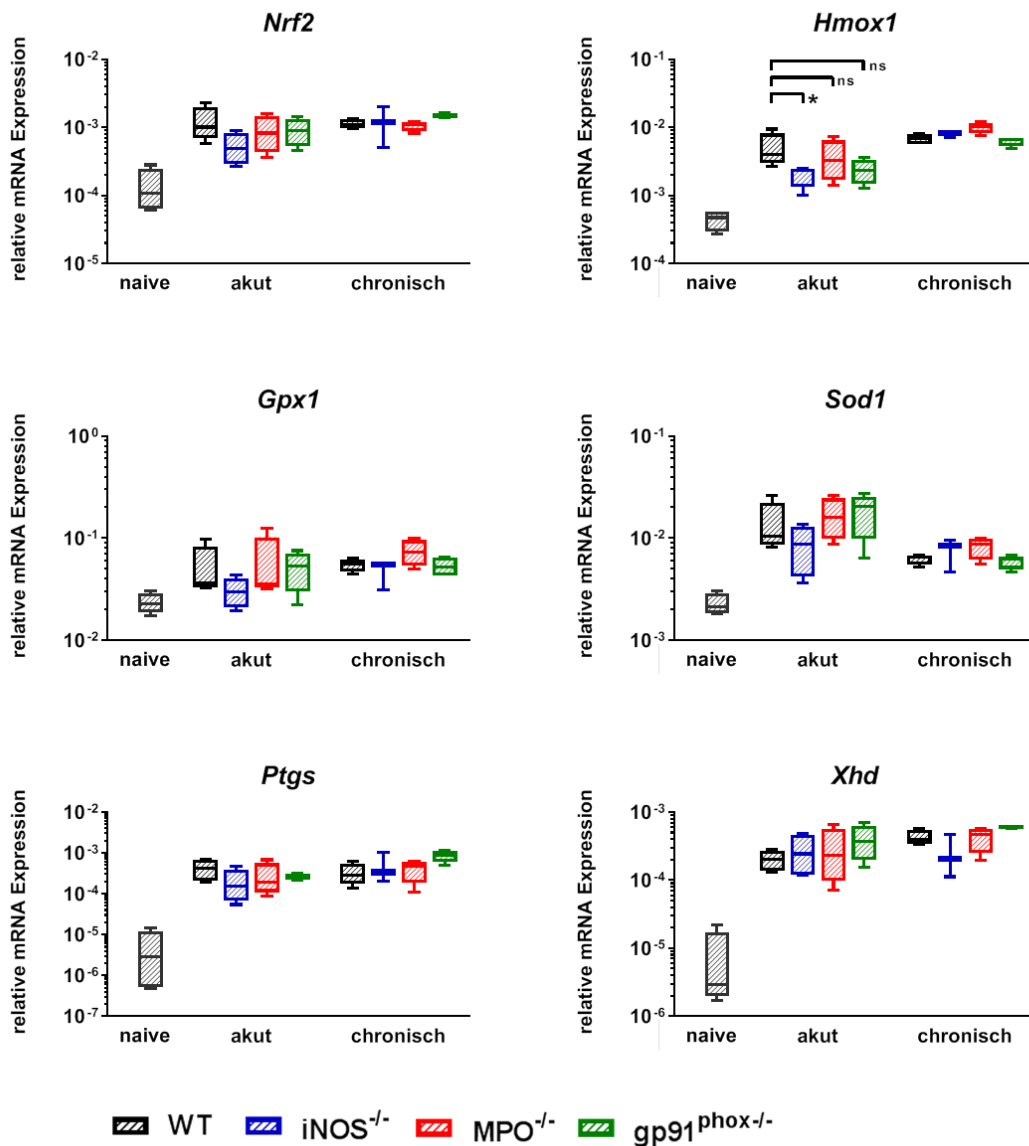 Nrf2
Hmox1
relative mRNA Expression
10⁻²
10⁻³
10⁻⁴
10⁻⁵
naive akut chronisch
relative mRNA Expression
10⁻¹
10⁻²
10⁻³
10⁻⁴
ns
ns
*
naive akut chronisch
Gpx1
Sod1
relative mRNA Expression
10⁰
10⁻¹
10⁻²
naive akut chronisch
relative mRNA Expression
10⁻¹
10⁻²
10⁻³
naive akut chronisch
Ptgs
Xhd
relative mRNA Expression
10⁻²
10⁻³
10⁻⁴
10⁻⁵
10⁻⁶
10⁻⁷
naive akut chronisch
relative mRNA Expression
10⁻³
10⁻⁴
10⁻⁵
10⁻⁶
naive akut chronisch
WT iNOS⁻/⁻ MPO⁻/⁻ gp91phox-/-